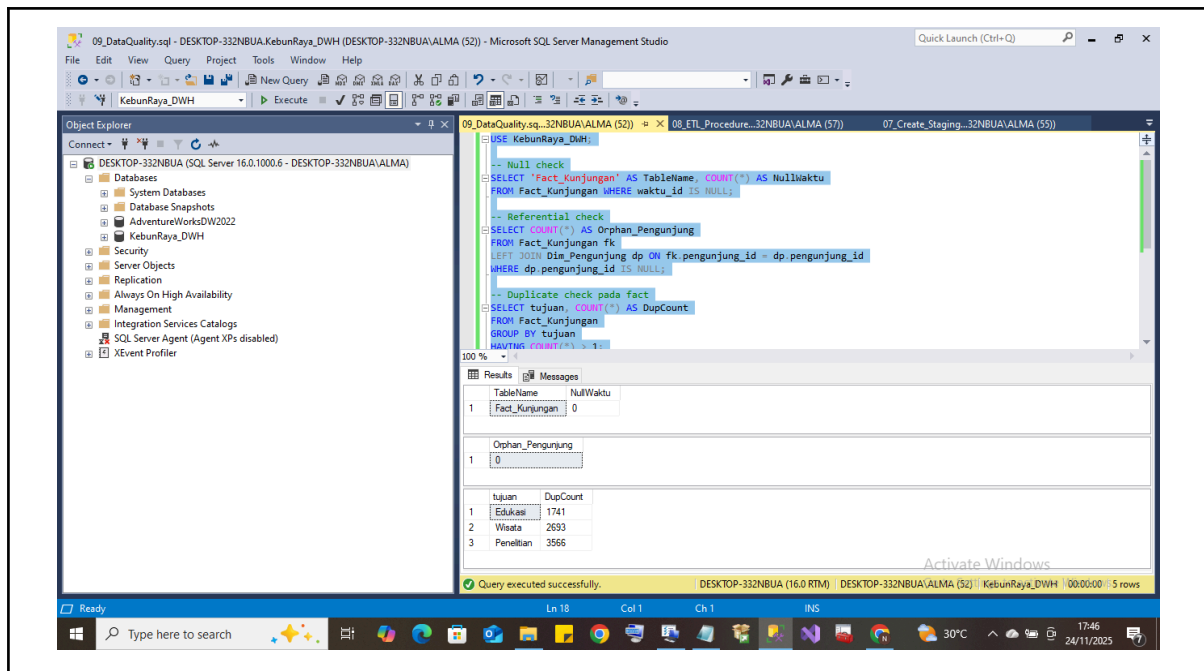 09_DataQuality.sql - DESKTOP-332NBUA.KebunRaya_DWH (DESKTOP-332NBUA\ALMA (52)) - Microsoft SQL Server Management Studio
Quick Launch (Ctrl+Q)
File Edit View Query Project Tools Window Help
New Query
KebunRaya_DWH Execute
Object Explorer
Connect
DESKTOP-332NBUA (SQL Server 16.0.1000.6 - DESKTOP-332NBUA\ALMA)
Databases
System Databases
Database Snapshots
AdventureWorksDW2022
KebunRaya_DWH
Security
Server Objects
Replication
Always On High Availability
Management
Integration Services Catalogs
SQL Server Agent (Agent XPs disabled)
XEvent Profiler
09_DataQuality.sq...32NBUA\ALMA (52)) 08_ETL_Procedure...32NBUA\ALMA (57)) 07_Create_Staging...32NBUA\ALMA (55))
USE KebunRaya_DWH;
-- Null check
SELECT 'Fact_Kunjungan' AS TableName, COUNT(*) AS NullWaktu
FROM Fact_Kunjungan WHERE waktu_id IS NULL;
-- Referential check
SELECT COUNT(*) AS Orphan_Pengunjung
FROM Fact_Kunjungan fk
LEFT JOIN Dim_Pengunjung dp ON fk.pengunjung_id = dp.pengunjung_id
WHERE dp.pengunjung_id IS NULL;
-- Duplicate check pada fact
SELECT tujuan, COUNT(*) AS DupCount
FROM Fact_Kunjungan
GROUP BY tujuan
HAVING COUNT(*) > 1;
100 %
Results Messages
TableName NullWaktu
1 Fact_Kunjungan 0
Orphan_Pengunjung
1 0
tujuan DupCount
1 Edukasi 1741
2 Wisata 2693
3 Penelitian 3566
Activate Windows
Query executed successfully. DESKTOP-332NBUA (16.0 RTM) DESKTOP-332NBUA\ALMA (52) KebunRaya_DWH 00:00:00 5 rows
Ready Ln 18 Col 1 Ch 1 INS
Type here to search
30°C
17:46
24/11/2025